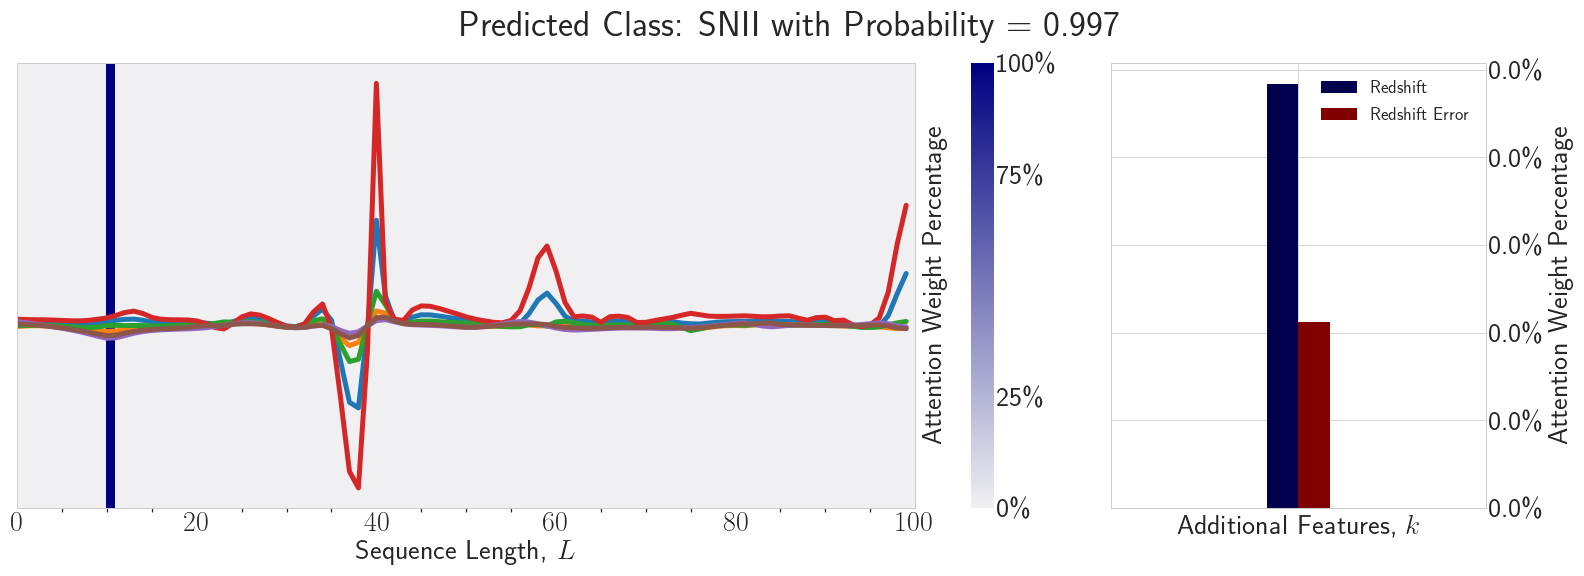 Predicted Class: SNII with Probability = 0.997
0
20
40
60
80
100
Sequence Length, L
100%
75%
25%
0%
Attention Weight Percentage
Redshift
Redshift Error
0.0%
0.0%
0.0%
0.0%
0.0%
0.0%
Attention Weight Percentage
Additional Features, k